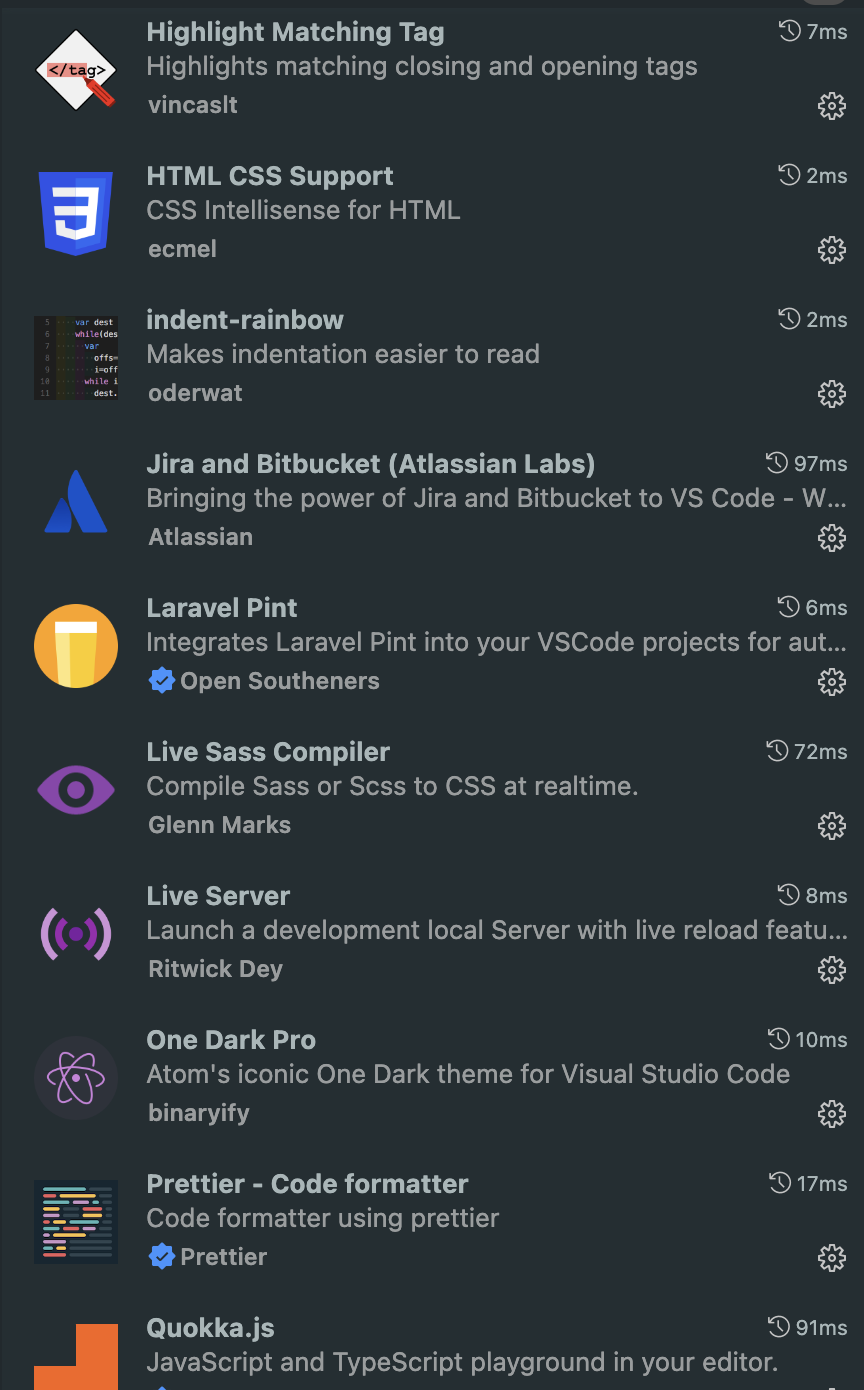 Highlight Matching Tag 7ms
Highlights matching closing and opening tags
</tag>
vincaslt
HTML CSS Support 2ms
CSS Intellisense for HTML
ecmel
indent-rainbow 2ms
Makes indentation easier to read
oderwat
5 var dest
6 while(des
7 var
8 offs=
9 i=off
10 while i
11 dest.
Jira and Bitbucket (Atlassian Labs) 97ms
Bringing the power of Jira and Bitbucket to VS Code - W...
Atlassian
Laravel Pint 6ms
Integrates Laravel Pint into your VSCode projects for aut...
Open Southeners
Live Sass Compiler 72ms
Compile Sass or Scss to CSS at realtime.
Glenn Marks
Live Server 8ms
Launch a development local Server with live reload featu...
Ritwick Dey
One Dark Pro 10ms
Atom's iconic One Dark theme for Visual Studio Code
binaryify
Prettier - Code formatter 17ms
Code formatter using prettier
Prettier
Quokka.js 91ms
JavaScript and TypeScript playground in your editor.